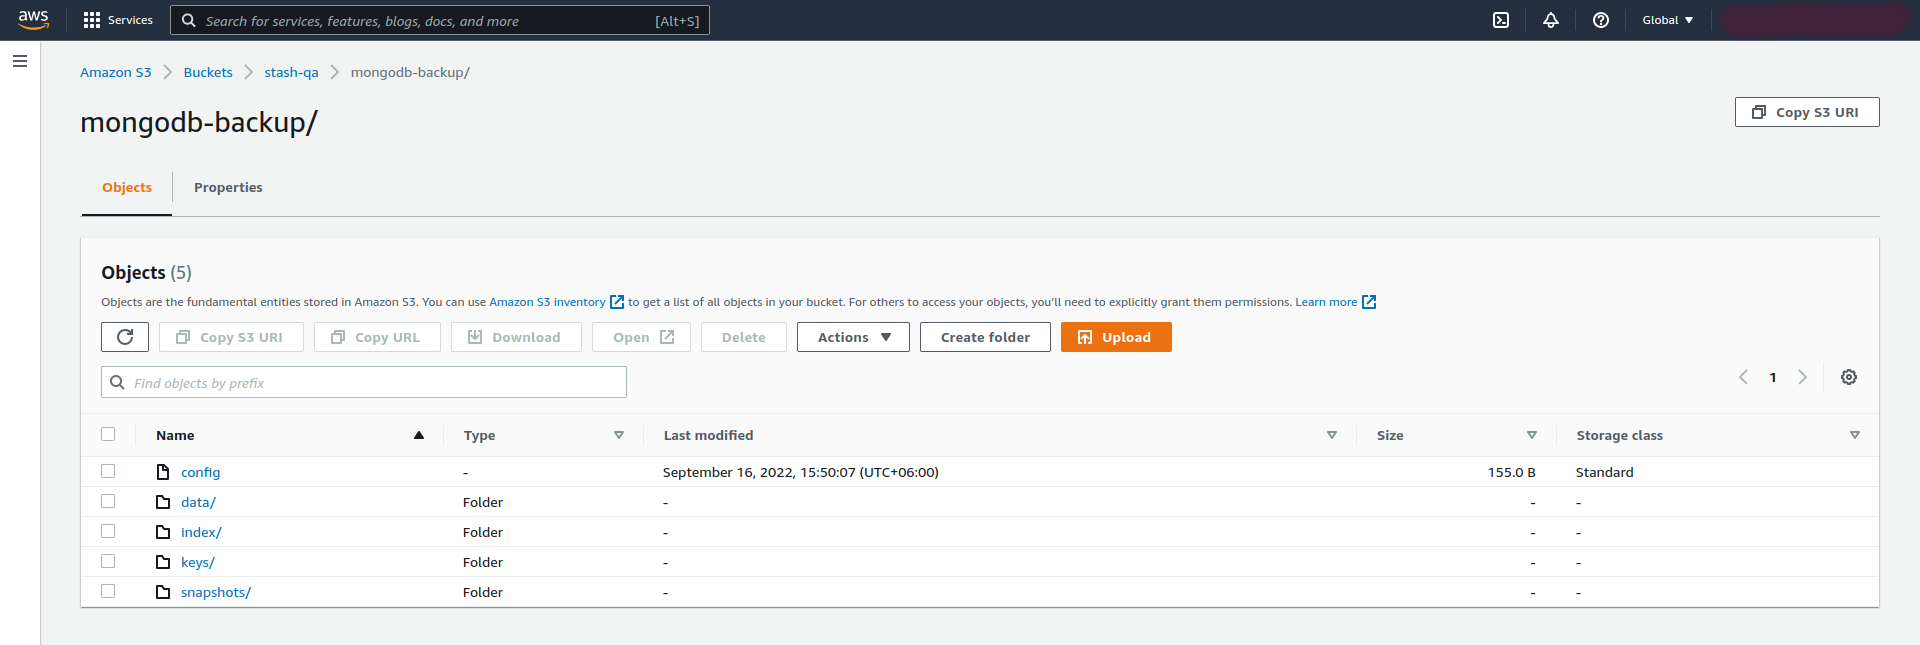 aws Services Search for services, features, blogs, docs, and more [Alt+S] Global
Amazon S3 Buckets stash-qa mongodb-backup/
mongodb-backup/
Copy S3 URI
Objects Properties
Objects (5)
Objects are the fundamental entities stored in Amazon S3. You can use Amazon S3 inventory to get a list of all objects in your bucket. For others to access your objects, you'll need to explicitly grant them permissions. Learn more
Copy S3 URI Copy URL Download Open Delete Actions Create folder Upload
Find objects by prefix
1
Name Type Last modified Size Storage class
config - September 16, 2022, 15:50:07 (UTC+06:00) 155.0 B Standard
data/ Folder - - -
index/ Folder - - -
keys/ Folder - - -
snapshots/ Folder - - -